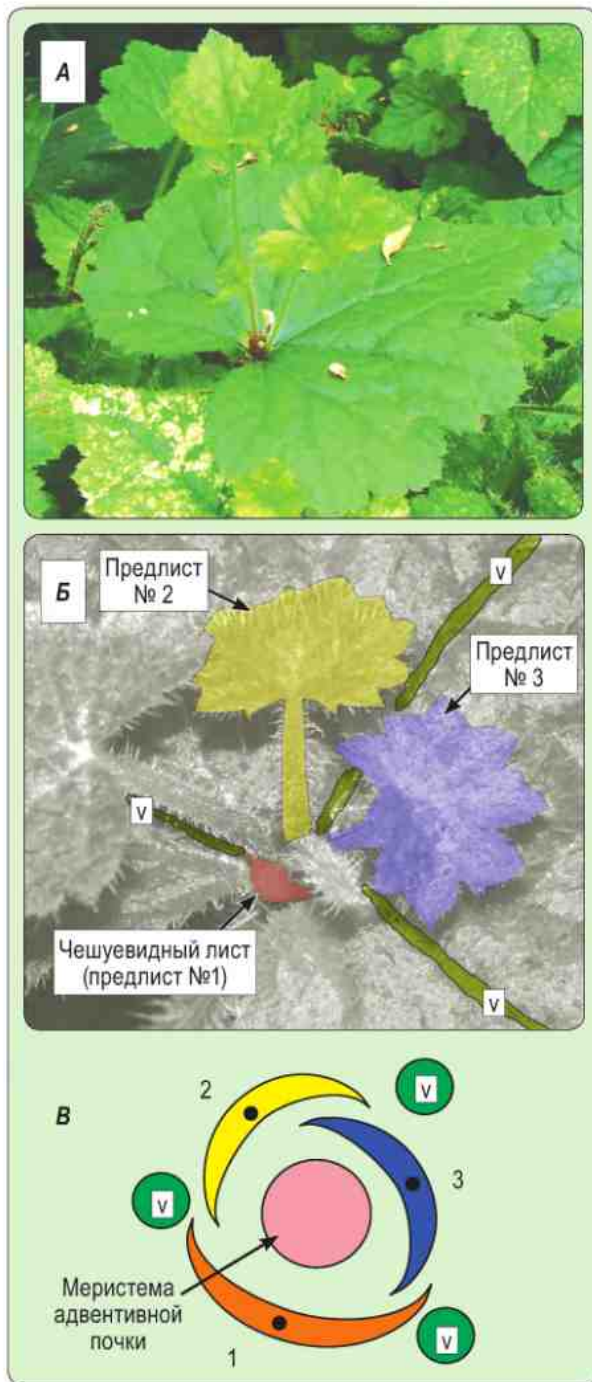 А
Б
Предлист
№ 2
v
Предлист
№ 3
v
Чешуевидный лист
(предлист №1)
v
В
2
v
v
3
Меристема
адвентивной
почки
v
1